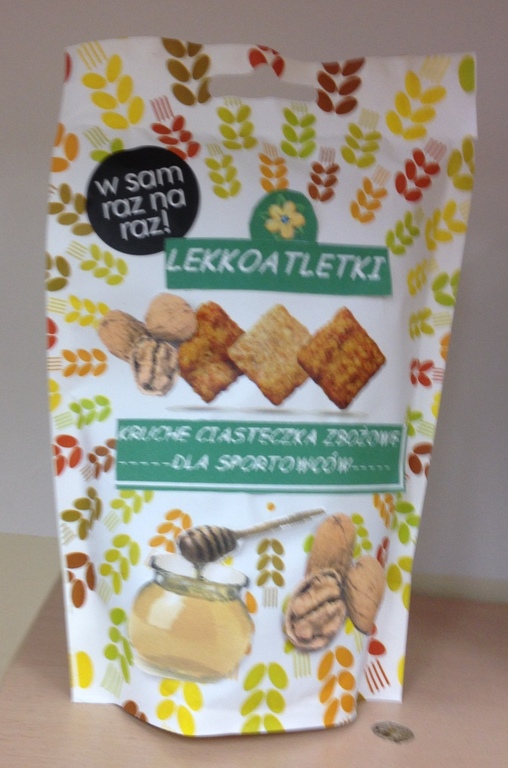 w sam
raz na
raz!
LEKKOATLETKI
KRUCHE CIASTECZKA ZBOŻOWE
-----DLA SPORTOWCÓW-----